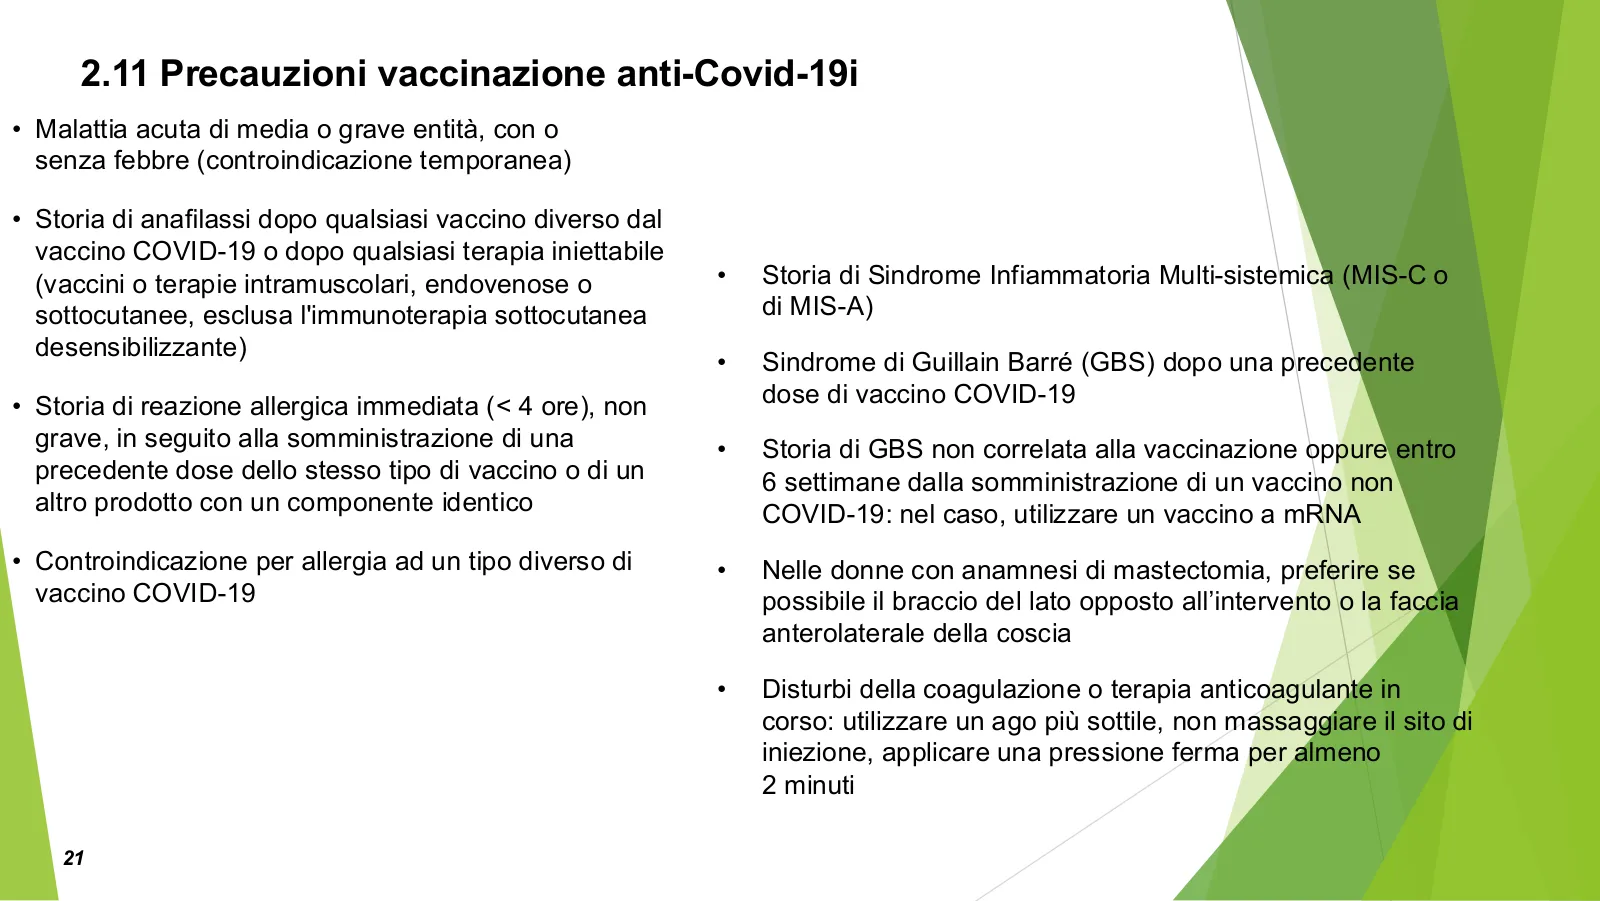 2.11 Precauzioni vaccinazione anti-Covid-19i
• Malattia acuta di media o grave entità, con o
senza febbre (controindicazione temporanea)
• Storia di anafilassi dopo qualsiasi vaccino diverso dal
vaccino COVID-19 o dopo qualsiasi terapia iniettabile
(vaccini o terapie intramuscolari, endovenose o
sottocutanee, esclusa l'immunoterapia sottocutanea
desensibilizzante)
• Storia di reazione allergica immediata (< 4 ore), non
grave, in seguito alla somministrazione di una
precedente dose dello stesso tipo di vaccino o di un
altro prodotto con un componente identico
• Controindicazione per allergia ad un tipo diverso di
vaccino COVID-19
• Storia di Sindrome Infiammatoria Multi-sistemica (MIS-C o
di MIS-A)
• Sindrome di Guillain Barré (GBS) dopo una precedente
dose di vaccino COVID-19
• Storia di GBS non correlata alla vaccinazione oppure entro
6 settimane dalla somministrazione di un vaccino non
COVID-19: nel caso, utilizzare un vaccino a mRNA
• Nelle donne con anamnesi di mastectomia, preferire se
possibile il braccio del lato opposto all’intervento o la faccia
anterolaterale della coscia
• Disturbi della coagulazione o terapia anticoagulante in
corso: utilizzare un ago più sottile, non massaggiare il sito di
iniezione, applicare una pressione ferma per almeno
2 minuti
21